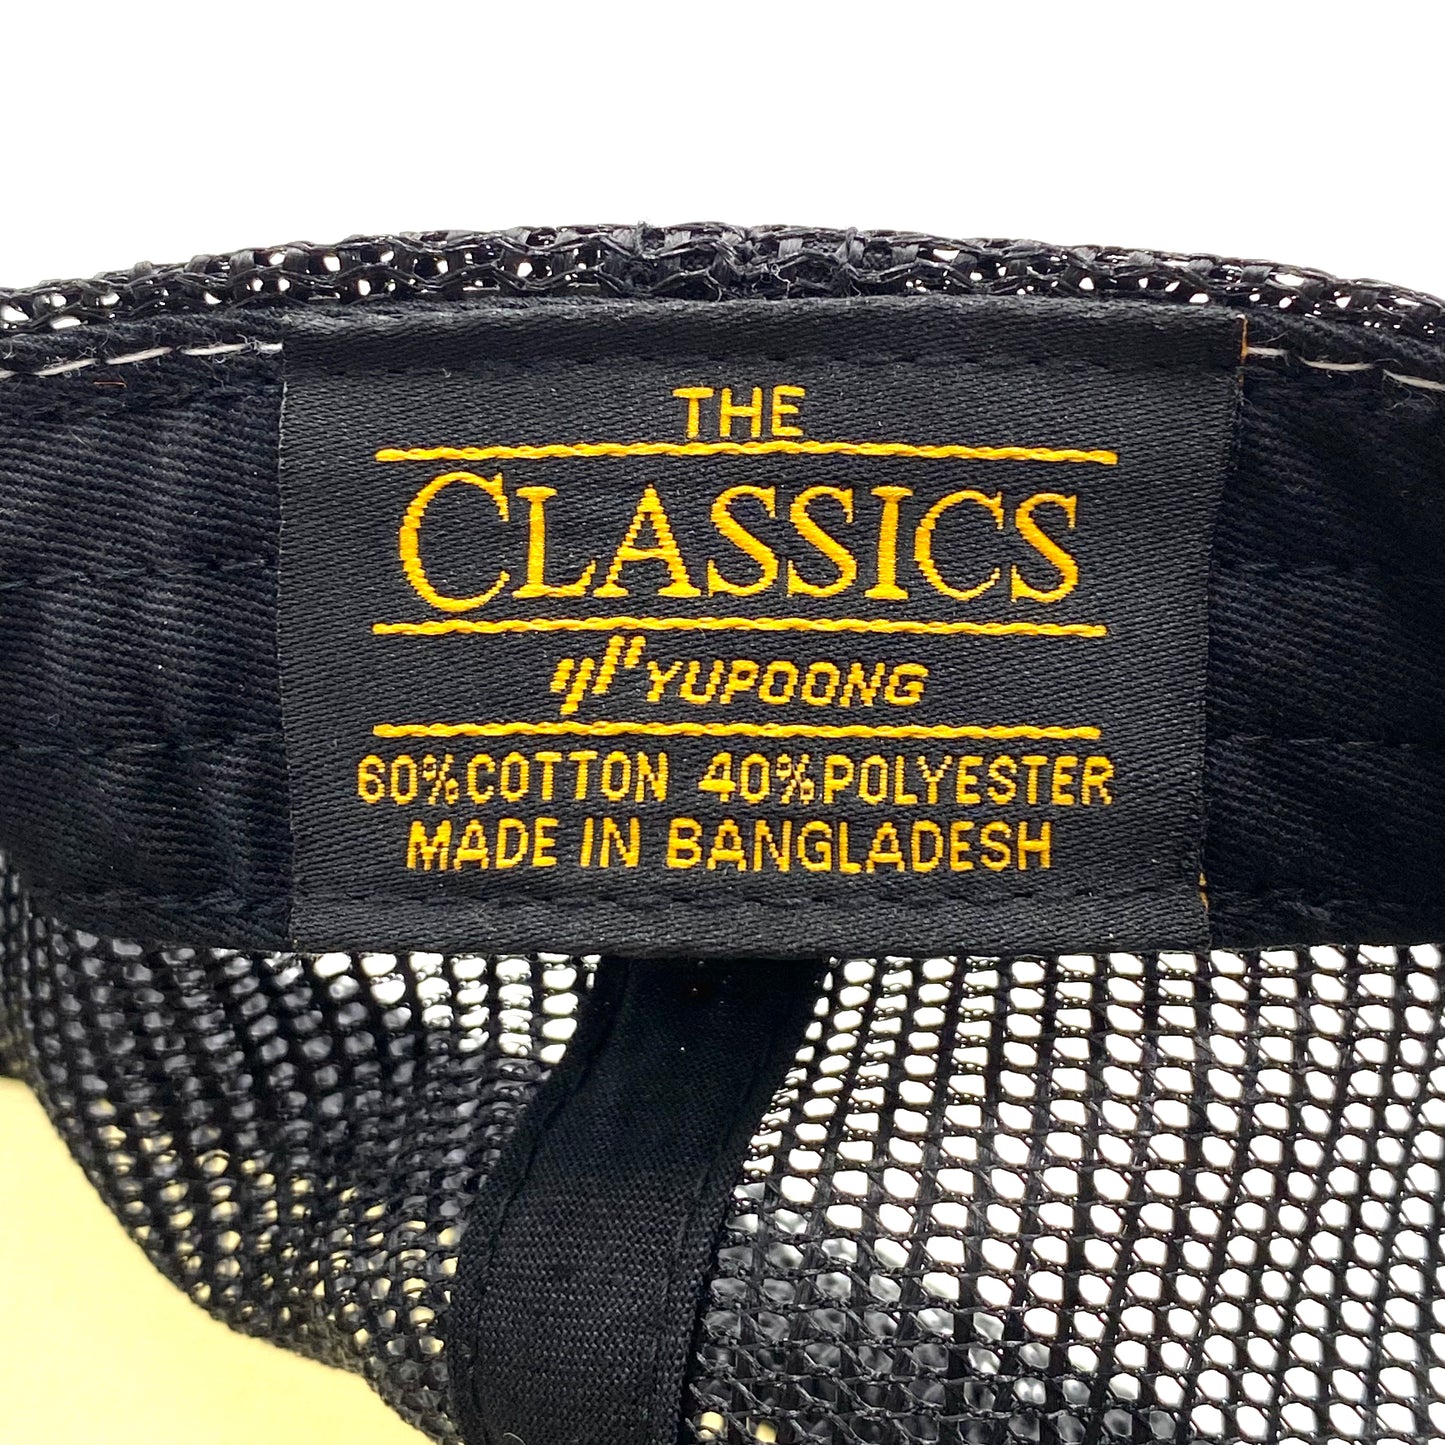 THE
CLASSICS
YUPOONG
60% COTTON 40% POLYESTER
MADE IN BANGLADESH